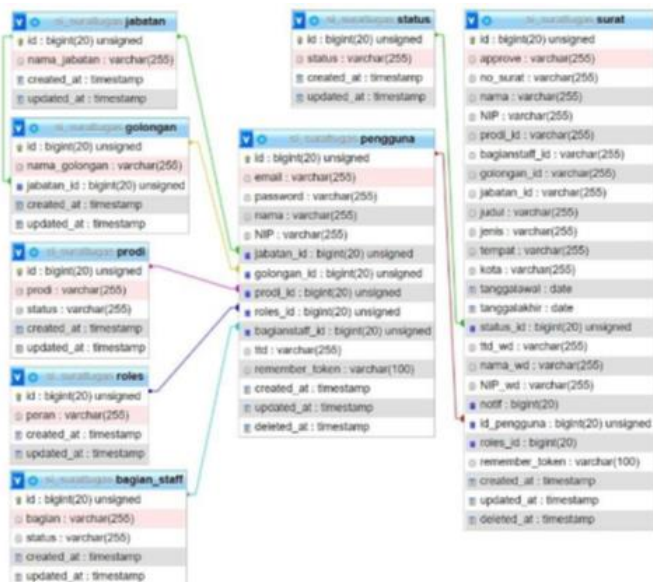 si_surattugas jabatan
id : bigint(20) unsigned
nama_jabatan : varchar(255)
created_at : timestamp
updated_at : timestamp
si_surattugas golongan
id : bigint(20) unsigned
nama_golongan : varchar(255)
jabatan_id : bigint(20) unsigned
created_at : timestamp
updated_at : timestamp
si_surattugas prodi
id : bigint(20) unsigned
prodi : varchar(255)
status : varchar(255)
created_at : timestamp
updated_at : timestamp
si_surattugas roles
id : bigint(20) unsigned
peran : varchar(255)
created_at : timestamp
updated_at : timestamp
si_surattugas bagian_staff
id : bigint(20) unsigned
bagian : varchar(255)
status : varchar(255)
created_at : timestamp
updated_at : timestamp
si_surattugas status
id : bigint(20) unsigned
status : varchar(255)
created_at : timestamp
updated_at : timestamp
si_surattugas pengguna
id : bigint(20) unsigned
email : varchar(255)
password : varchar(255)
nama : varchar(255)
NIP : varchar(255)
jabatan_id : bigint(20) unsigned
golongan_id : bigint(20) unsigned
prodi_id : bigint(20) unsigned
roles_id : bigint(20) unsigned
bagianstaff_id : bigint(20) unsigned
ttd : varchar(255)
remember_token : varchar(100)
created_at : timestamp
updated_at : timestamp
deleted_at : timestamp
si_surattugas surat
id : bigint(20) unsigned
approve : varchar(255)
no_surat : varchar(255)
nama : varchar(255)
NIP : varchar(255)
prodi_id : varchar(255)
bagianstaff_id : varchar(255)
golongan_id : varchar(255)
jabatan_id : varchar(255)
judul : varchar(255)
jenis : varchar(255)
tempat : varchar(255)
kota : varchar(255)
tanggalawal : date
tanggalakhir : date
status_id : bigint(20) unsigned
ttd_wd : varchar(255)
nama_wd : varchar(255)
NIP_wd : varchar(255)
notif : bigint(20)
id_pengguna : bigint(20) unsigned
roles_id : bigint(20)
remember_token : varchar(100)
created_at : timestamp
updated_at : timestamp
deleted_at : timestamp